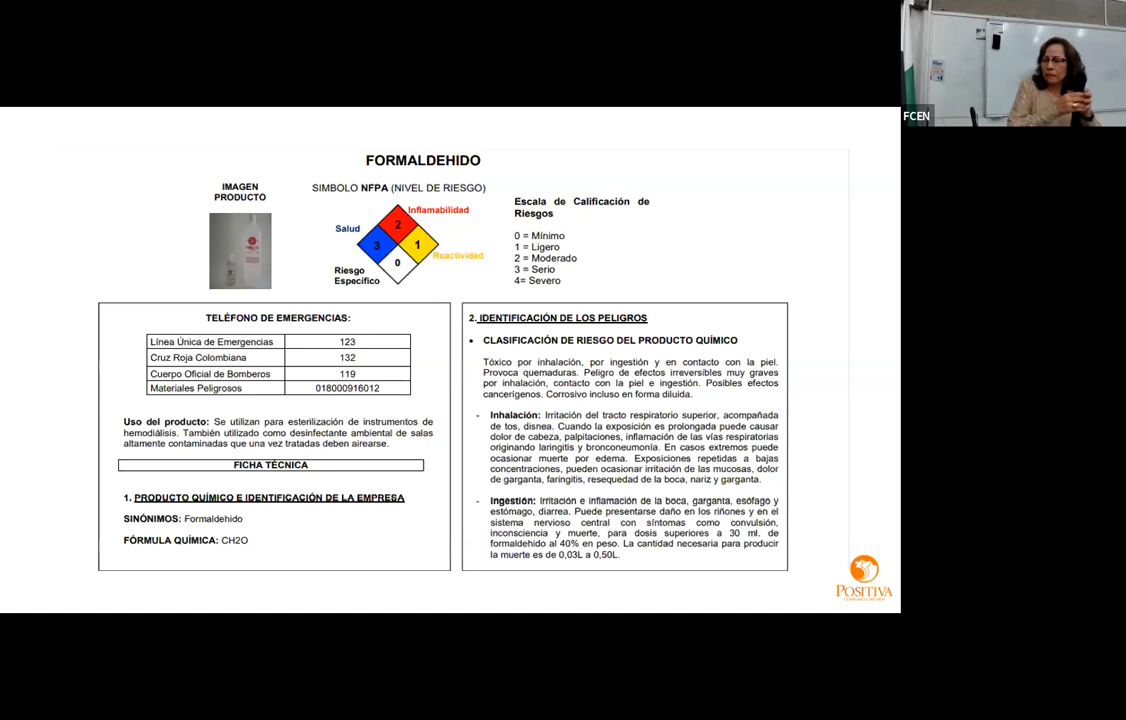 FCEN
FORMALDEHIDO
IMAGEN
PRODUCTO
SIMBOLO NFPA (NIVEL DE RIESGO)
Inflamabilidad
Salud
2
3
1
0
Reactividad
Riesgo
Específico
Escala de Calificación de
Riesgos
0 = Mínimo
1 = Ligero
2 = Moderado
3 = Serio
4= Severo
TELÉFONO DE EMERGENCIAS:
Línea Única de Emergencias 123
Cruz Roja Colombiana 132
Cuerpo Oficial de Bomberos 119
Materiales Peligrosos 018000916012
Uso del producto: Se utilizan para esterilización de instrumentos de
hemodiálisis. También utilizado como desinfectante ambiental de salas
altamente contaminadas que una vez tratadas deben airearse.
FICHA TÉCNICA
1. PRODUCTO QUÍMICO E IDENTIFICACIÓN DE LA EMPRESA
SINÓNIMOS: Formaldehido
FÓRMULA QUÍMICA: CH2O
2. IDENTIFICACIÓN DE LOS PELIGROS
• CLASIFICACIÓN DE RIESGO DEL PRODUCTO QUÍMICO
Tóxico por inhalación, por ingestión y en contacto con la piel.
Provoca quemaduras. Peligro de efectos irreversibles muy graves
por inhalación, contacto con la piel e ingestión. Posibles efectos
cancerígenos. Corrosivo incluso en forma diluida.
- Inhalación: Irritación del tracto respiratorio superior, acompañada
de tos, disnea. Cuando la exposición es prolongada puede causar
dolor de cabeza, palpitaciones, inflamación de las vías respiratorias
originando laringitis y bronconeumonía. En casos extremos puede
ocasionar muerte por edema. Exposiciones repetidas a bajas
concentraciones, pueden ocasionar irritación de las mucosas, dolor
de garganta, faringitis, resequedad de la boca, nariz y garganta.
- Ingestión: Irritación e inflamación de la boca, garganta, esófago y
estómago, diarrea. Puede presentarse daño en los riñones y en el
sistema nervioso central con síntomas como convulsión,
inconsciencia y muerte, para dosis superiores a 30 ml. de
formaldehido al 40% en peso. La cantidad necesaria para producir
la muerte es de 0,03L a 0,50L.
POSITIVA